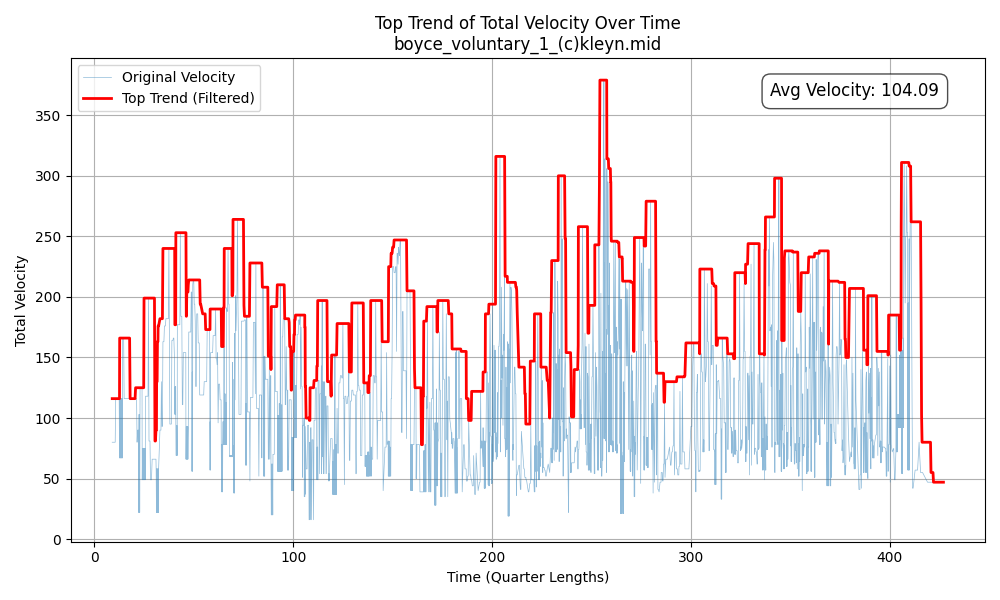 Top Trend of Total Velocity Over Time
boyce_voluntary_1_(c)kleyn.mid
Original Velocity
Top Trend (Filtered)
Avg Velocity: 104.09
Total Velocity
350
300
250
200
150
100
50
0
0 100 200 300 400
Time (Quarter Lengths)